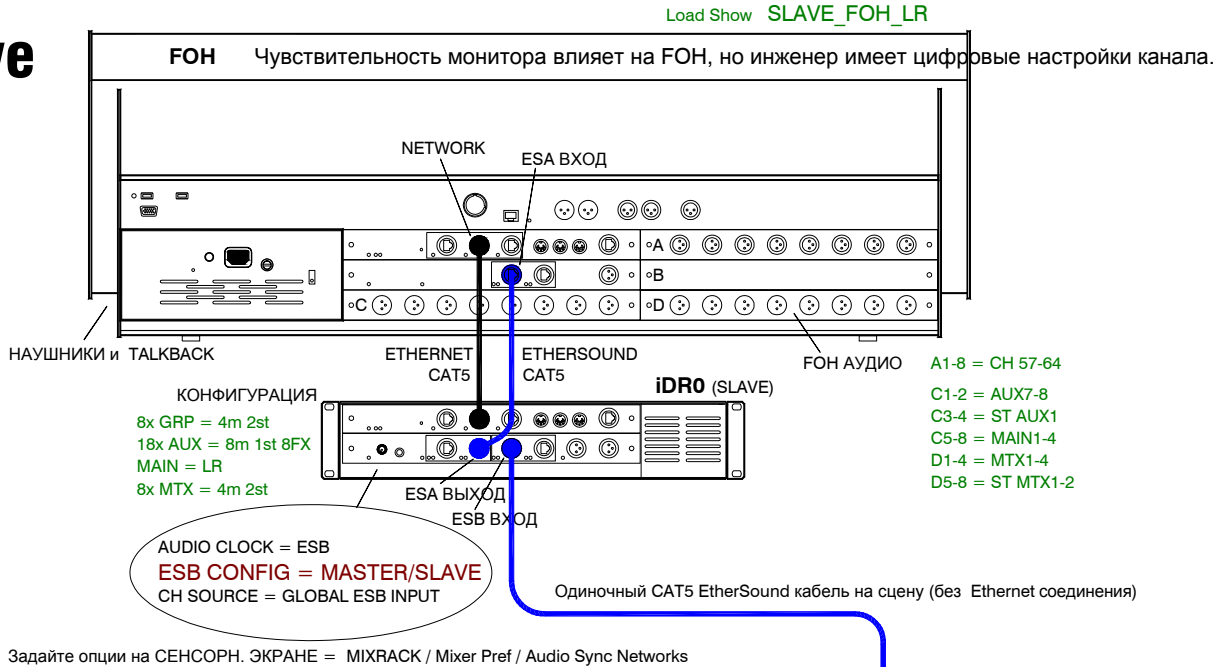 Load Show SLAVE_FOH_LR
ve
FOH Чувствительность монитора влияет на FOH, но инженер имеет цифровые настройки канала.
NETWORK
ESA ВХОД
A
B
C
D
НАУШНИКИ и TALKBACK
ETHERNET
CAT5
ETHERSOUND
CAT5
FOH АУДИО
A1-8 = CH 57-64
C1-2 = AUX7-8
C3-4 = ST AUX1
C5-8 = MAIN1-4
D1-4 = MTX1-4
D5-8 = ST MTX1-2
КОНФИГУРАЦИЯ
8x GRP = 4m 2st
18x AUX = 8m 1st 8FX
MAIN = LR
8x MTX = 4m 2st
iDR0 (SLAVE)
ESA ВЫХОД
ESB ВХОД
AUDIO CLOCK = ESB
ESB CONFIG = MASTER/SLAVE
CH SOURCE = GLOBAL ESB INPUT
Одиночный CAT5 EtherSound кабель на сцену (без Ethernet соединения)
Задайте опции на СЕНСОРН. ЭКРАНЕ = MIXRACK / Mixer Pref / Audio Sync Networks